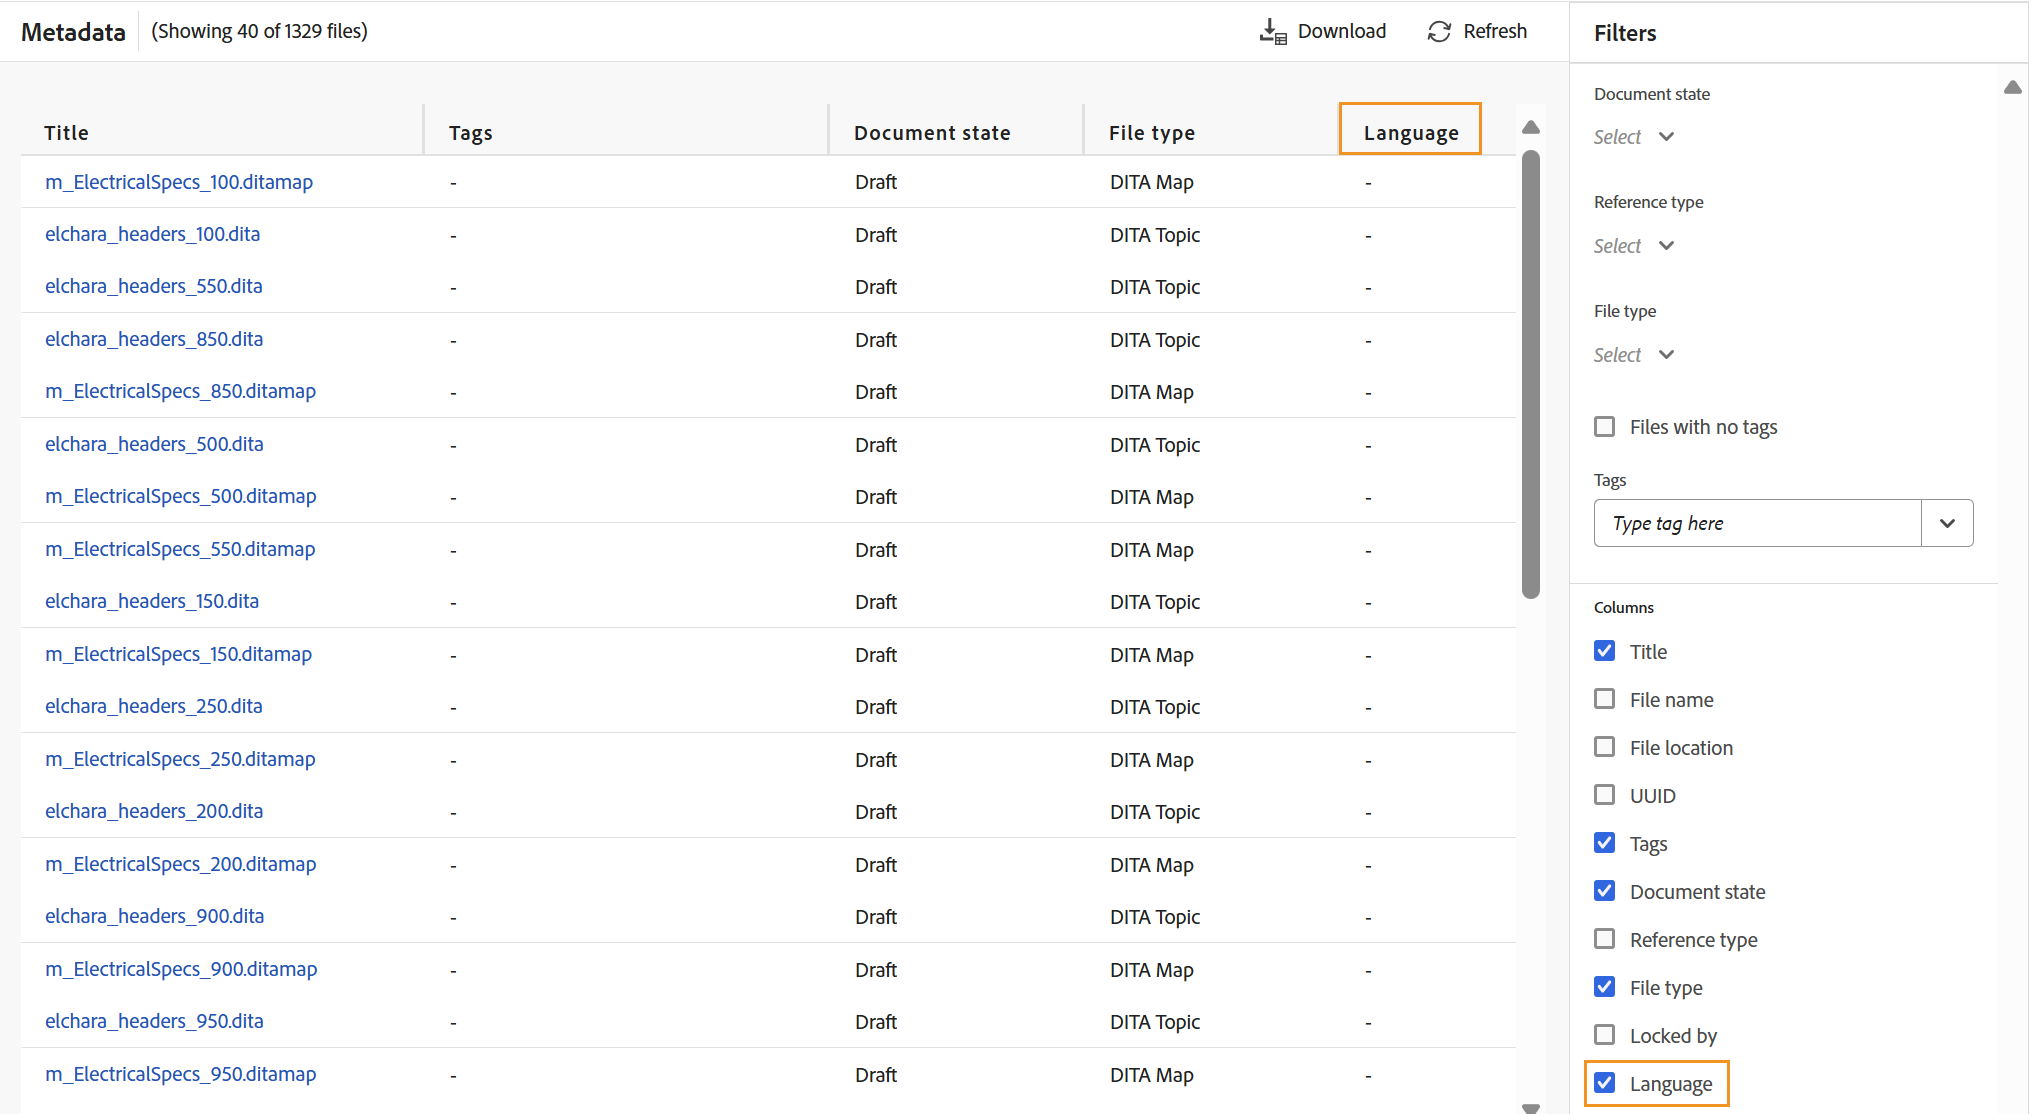 Metadata (Showing 40 of 1329 files) Download Refresh
Title Tags Document state File type Language
m_ElectricalSpecs_100.ditamap - Draft DITA Map -
elchara_headers_100.dita - Draft DITA Topic -
elchara_headers_550.dita - Draft DITA Topic -
elchara_headers_850.dita - Draft DITA Topic -
m_ElectricalSpecs_850.ditamap - Draft DITA Map -
elchara_headers_500.dita - Draft DITA Topic -
m_ElectricalSpecs_500.ditamap - Draft DITA Map -
m_ElectricalSpecs_550.ditamap - Draft DITA Map -
elchara_headers_150.dita - Draft DITA Topic -
m_ElectricalSpecs_150.ditamap - Draft DITA Map -
elchara_headers_250.dita - Draft DITA Topic -
m_ElectricalSpecs_250.ditamap - Draft DITA Map -
elchara_headers_200.dita - Draft DITA Topic -
m_ElectricalSpecs_200.ditamap - Draft DITA Map -
elchara_headers_900.dita - Draft DITA Topic -
m_ElectricalSpecs_900.ditamap - Draft DITA Map -
elchara_headers_950.dita - Draft DITA Topic -
m_ElectricalSpecs_950.ditamap - Draft DITA Map -
Filters
Document state
Select
Reference type
Select
File type
Select
Files with no tags
Tags
Type tag here
Columns
Title
File name
File location
UUID
Tags
Document state
Reference type
File type
Locked by
Language